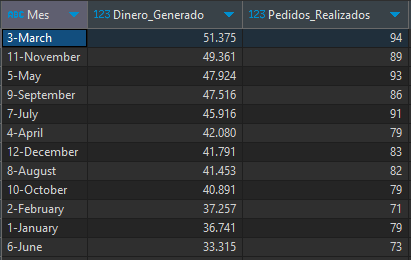 ABC Mes 123 Dinero_Generado 123 Pedidos_Realizados
3-March 51.375 94
11-November 49.361 89
5-May 47.924 93
9-September 47.516 86
7-July 45.916 91
4-April 42.080 79
12-December 41.791 83
8-August 41.453 82
10-October 40.891 79
2-February 37.257 71
1-January 36.741 79
6-June 33.315 73